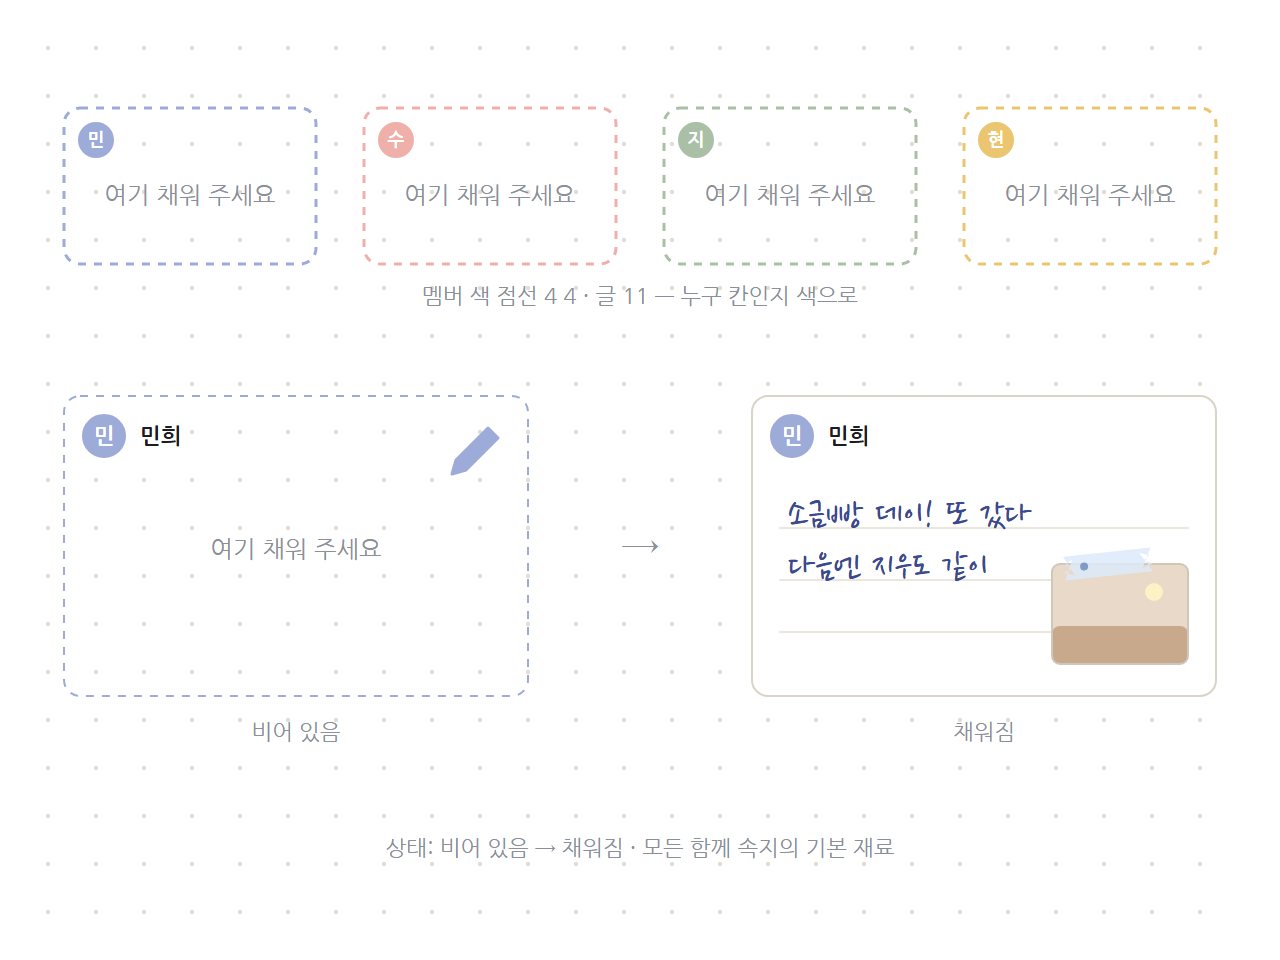 민 수 지 현
여기 채워 주세요 여기 채워 주세요 여기 채워 주세요 여기 채워 주세요
멤버 색 점선 4 4 · 글 11 — 누구 칸인지 색으로
민 민희
여기 채워 주세요
비어 있음
→
민 민희
소금빵 데이! 또 갔다
다음엔 지우도 같이
채워짐
상태: 비어 있음 → 채워짐 · 모든 함께 속지의 기본 재료